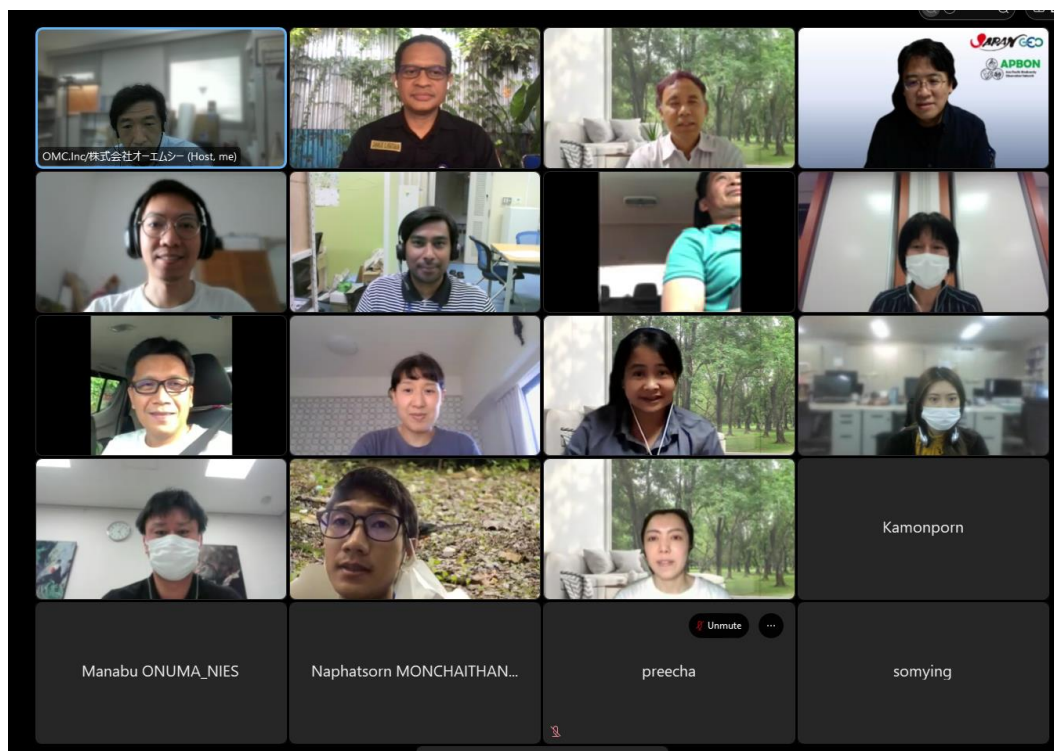 JAPAN GEO
APBON
OMC.Inc/株式会社オーエムシー (Host, me)
Kamonporn
Manabu ONUMA_NIES
Naphatsorn MONCHAITHAN...
Unmute
...
preecha
somying